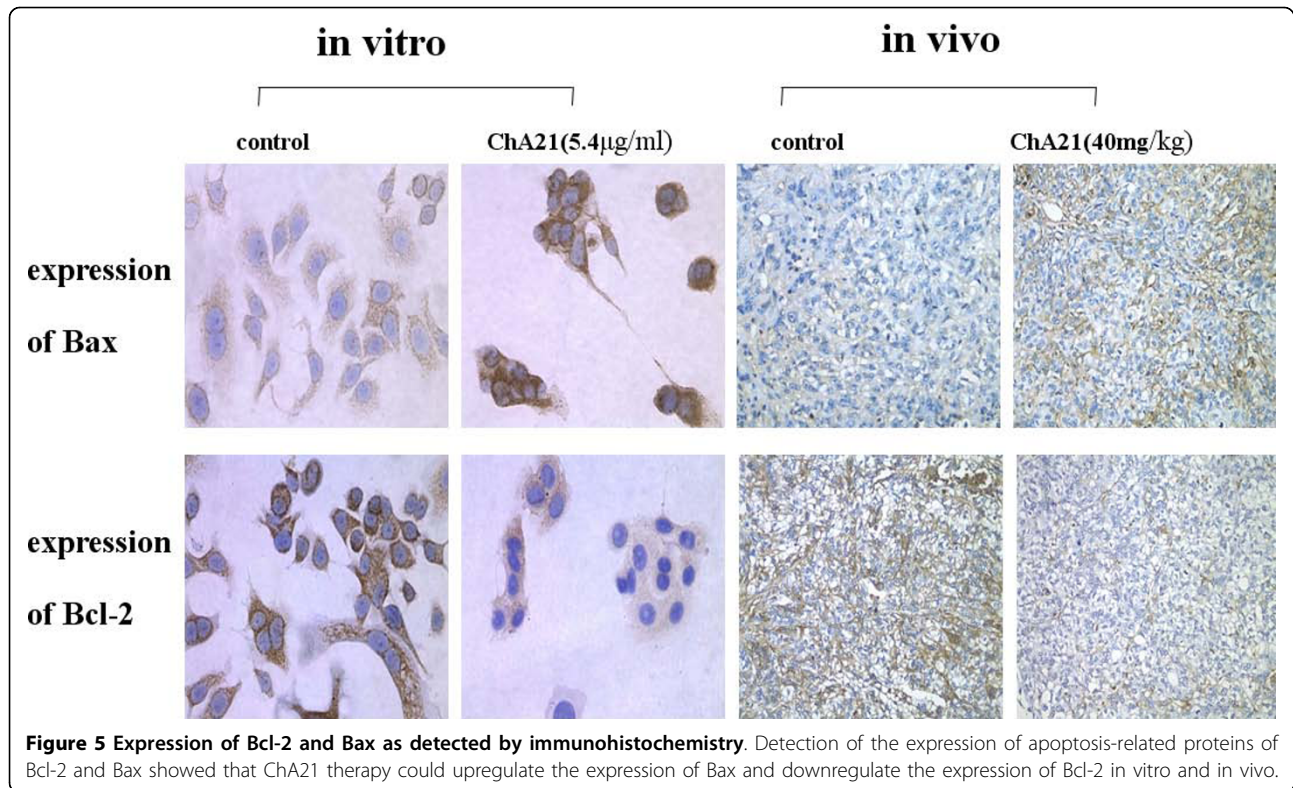 in vitro
in vivo
control
ChA21(5.4µg/ml)
control
ChA21(40mg/kg)
expression
of Bax
expression
of Bcl-2
Figure 5 Expression of Bcl-2 and Bax as detected by immunohistochemistry. Detection of the expression of apoptosis-related proteins of
Bcl-2 and Bax showed that ChA21 therapy could upregulate the expression of Bax and downregulate the expression of Bcl-2 in vitro and in vivo.